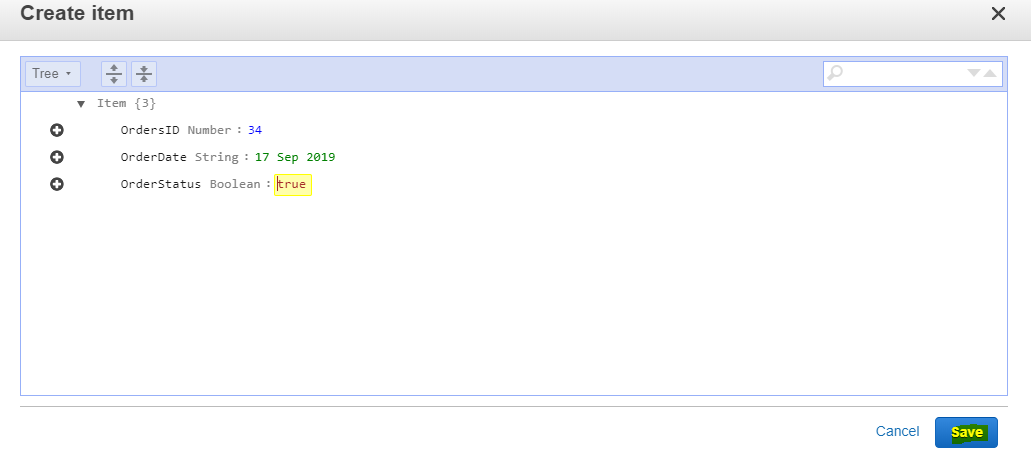 Create item
Tree
Item {3}
OrdersID Number : 34
OrderDate String : 17 Sep 2019
OrderStatus Boolean : true
Cancel Save